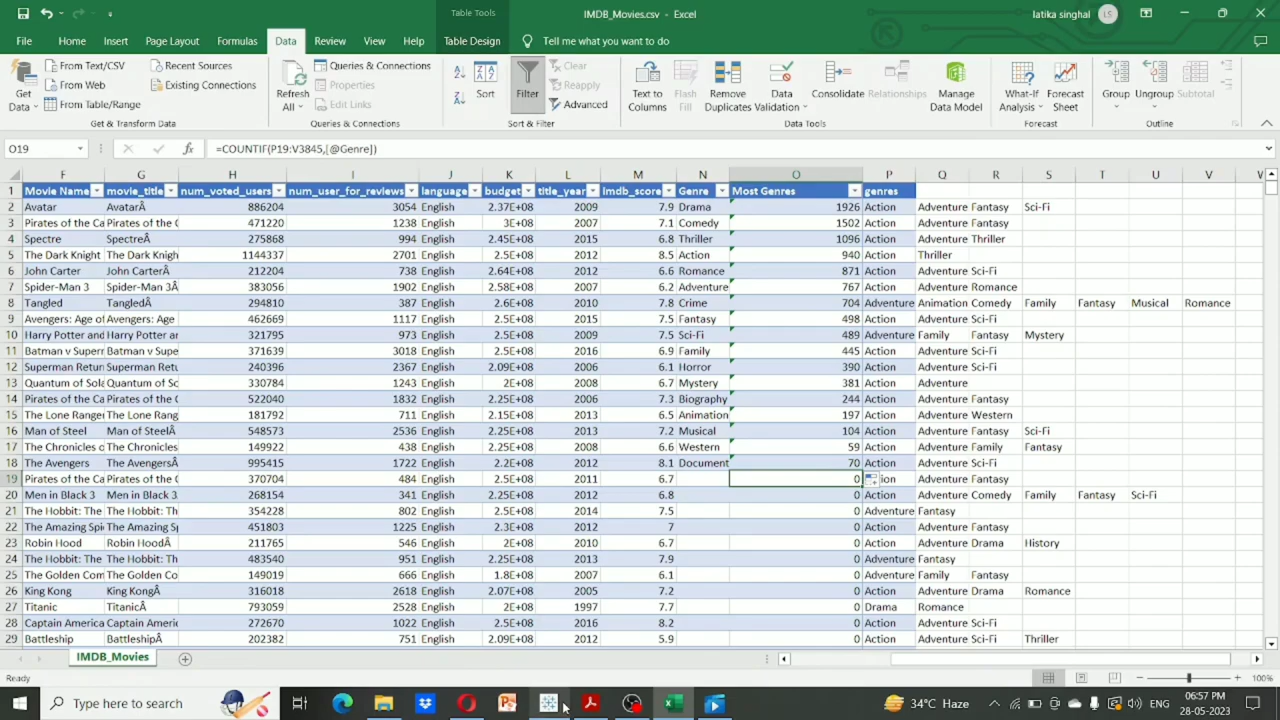 Table Tools
IMDB_Movies.csv - Excel
latika singhal
LS
File Home Insert Page Layout Formulas Data Review View Help Table Design Tell me what you want to do
Get Data
From Text/CSV
From Web
From Table/Range
Recent Sources
Existing Connections
Get & Transform Data
Refresh All
Queries & Connections
Properties
Edit Links
Queries & Connections
Sort
Filter
Clear
Reapply
Advanced
Sort & Filter
Text to Columns
Flash Fill
Remove Duplicates
Data Validation
Consolidate
Relationships
Manage Data Model
Data Tools
What-If Analysis
Forecast Sheet
Forecast
Group
Ungroup
Subtotal
Outline
O19 fx =COUNTIF(P19:V3845,[@Genre])
F G H I J K L M N O P Q R S T U V W
1 Movie Name movie_title num_voted_users num_user_for_reviews language budget title_year imdb_score Genre Most Genres genres
2 Avatar AvatarÂ 886204 3054 English 2.37E+08 2009 7.9 Drama 1926 Action Adventure Fantasy Sci-Fi
3 Pirates of the Ca Pirates of the C 471220 1238 English 3E+08 2007 7.1 Comedy 1502 Action Adventure Fantasy
4 Spectre SpectreÂ 275868 994 English 2.45E+08 2015 6.8 Thriller 1096 Action Adventure Thriller
5 The Dark Knight The Dark Knigh 1144337 2701 English 2.5E+08 2012 8.5 Action 940 Action Thriller
6 John Carter John CarterÂ 212204 738 English 2.64E+08 2012 6.6 Romance 871 Action Adventure Sci-Fi
7 Spider-Man 3 Spider-Man 3Â 383056 1902 English 2.58E+08 2007 6.2 Adventure 767 Action Adventure Romance
8 Tangled TangledÂ 294810 387 English 2.6E+08 2010 7.8 Crime 704 Adventure Animation Comedy Family Fantasy Musical Romance
9 Avengers: Age of Avengers: Age 462669 1117 English 2.5E+08 2015 7.5 Fantasy 498 Action Adventure Sci-Fi
10 Harry Potter and Harry Potter an 321795 973 English 2.5E+08 2009 7.5 Sci-Fi 489 Adventure Family Fantasy Mystery
11 Batman v Superm Batman v Supe 371639 3018 English 2.5E+08 2016 6.9 Family 445 Action Adventure Sci-Fi
12 Superman Return Superman Retu 240396 2367 English 2.09E+08 2006 6.1 Horror 390 Action Adventure Sci-Fi
13 Quantum of Sola Quantum of Sc 330784 1243 English 2E+08 2008 6.7 Mystery 381 Action Adventure
14 Pirates of the Ca Pirates of the C 522040 1832 English 2.25E+08 2006 7.3 Biography 244 Action Adventure Fantasy
15 The Lone Ranger The Lone Rang 181792 711 English 2.15E+08 2013 6.5 Animation 197 Action Adventure Western
16 Man of Steel Man of SteelÂ 548573 2536 English 2.25E+08 2013 7.2 Musical 104 Action Adventure Fantasy Sci-Fi
17 The Chronicles o The Chronicles 149922 438 English 2.25E+08 2008 6.6 Western 59 Action Adventure Family Fantasy
18 The Avengers The AvengersÂ 995415 1722 English 2.2E+08 2012 8.1 Document 70 Action Adventure Sci-Fi
19 Pirates of the Ca Pirates of the C 370704 484 English 2.5E+08 2011 6.7 0 ion Adventure Fantasy
20 Men in Black 3 Men in Black 3. 268154 341 English 2.25E+08 2012 6.8 0 Action Adventure Comedy Family Fantasy Sci-Fi
21 The Hobbit: The The Hobbit: Th 354228 802 English 2.5E+08 2014 7.5 0 Adventure Fantasy
22 The Amazing Spi The Amazing S 451803 1225 English 2.3E+08 2012 7 0 Action Adventure Fantasy
23 Robin Hood Robin HoodÂ 211765 546 English 2E+08 2010 6.7 0 Action Adventure Drama History
24 The Hobbit: The The Hobbit: Th 483540 951 English 2.25E+08 2013 7.9 0 Adventure Fantasy
25 The Golden Com The Golden Co 149019 666 English 1.8E+08 2007 6.1 0 Adventure Family Fantasy
26 King Kong King KongÂ 316018 2618 English 2.07E+08 2005 7.2 0 Action Adventure Drama Romance
27 Titanic TitanicÂ 793059 2528 English 2E+08 1997 7.7 0 Drama Romance
28 Captain America Captain Americ 272670 1022 English 2.5E+08 2016 8.2 0 Action Adventure Sci-Fi
29 Battleship BattleshipÂ 202382 751 English 2.09E+08 2012 5.9 0 Action Adventure Sci-Fi Thriller
IMDB_Movies
Ready
100%
Type here to search
34°C Haze
ENG
06:57 PM
28-05-2023